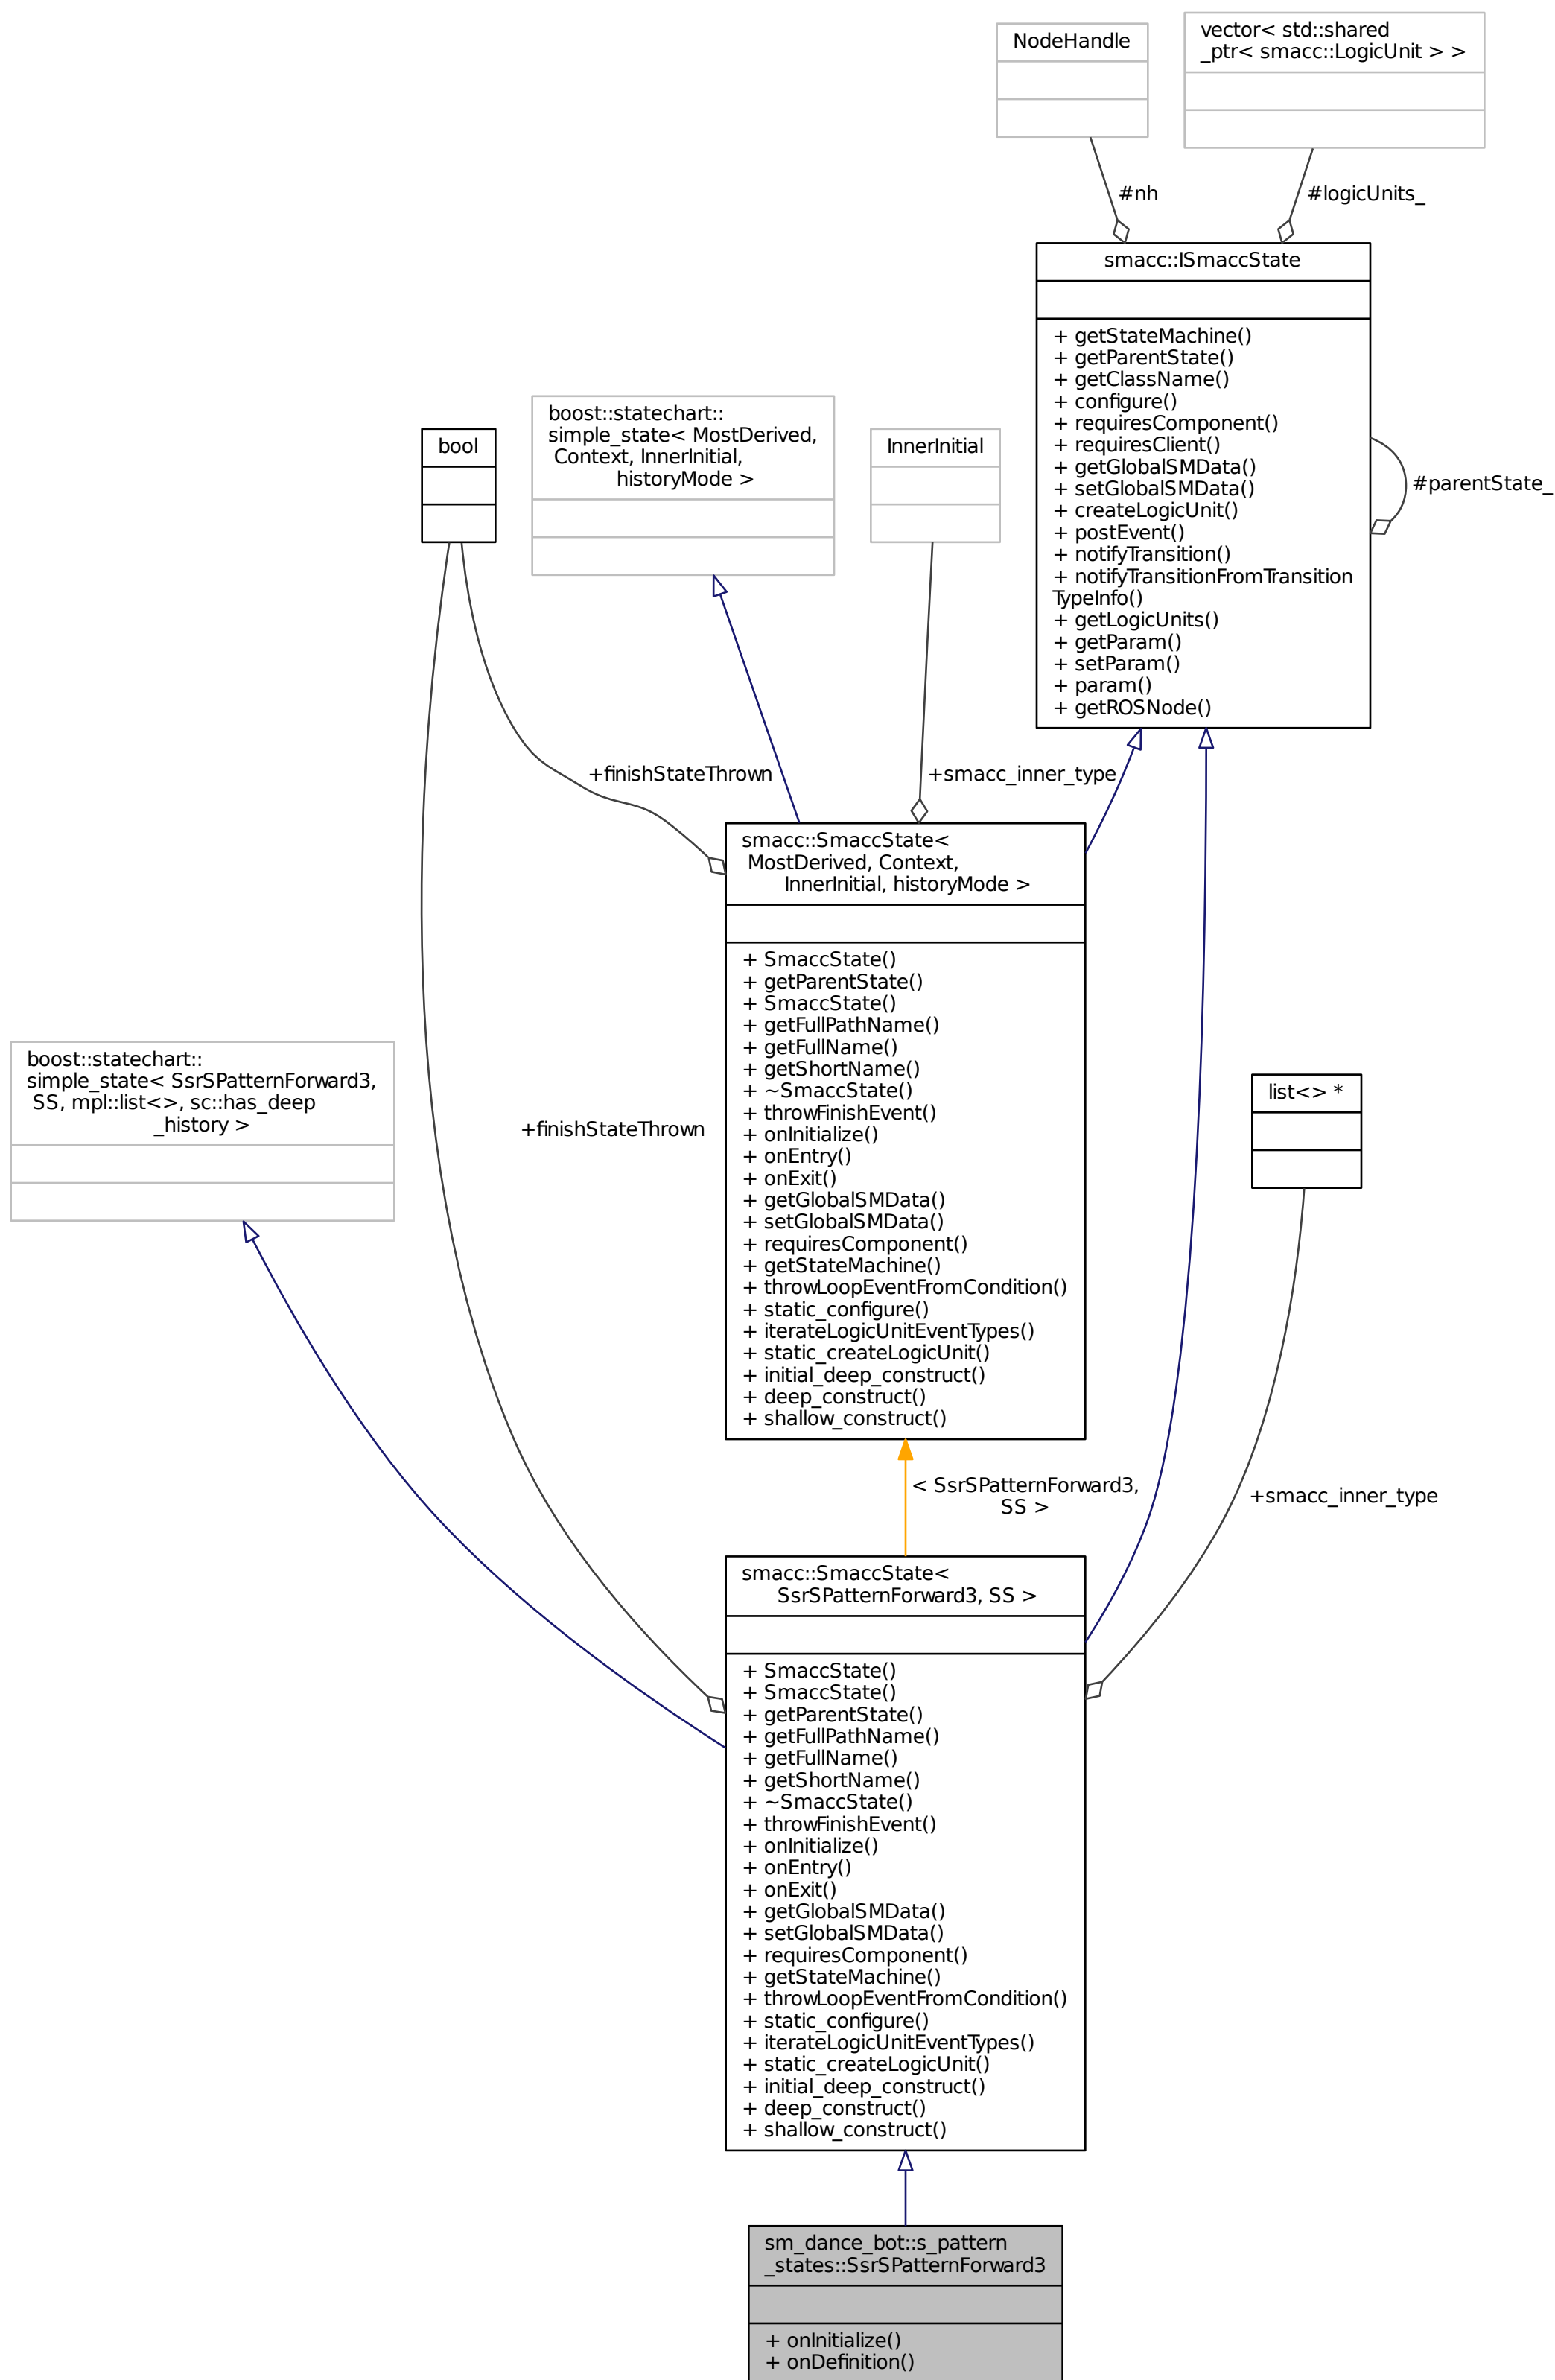 NodeHandle
vector< std::shared
_ptr< smacc::LogicUnit > >
#nh
#logicUnits_
smacc::ISmaccState
+ getStateMachine()
+ getParentState()
+ getClassName()
+ configure()
+ requiresComponent()
+ requiresClient()
+ getGlobalSMData()
+ setGlobalSMData()
+ createLogicUnit()
+ postEvent()
+ notifyTransition()
+ notifyTransitionFromTransition
TypeInfo()
+ getLogicUnits()
+ getParam()
+ setParam()
+ param()
+ getROSNode()
#parentState_
bool
boost::statechart::
simple_state< MostDerived,
Context, InnerInitial,
historyMode >
InnerInitial
+finishStateThrown
+smacc_inner_type
smacc::SmaccState<
MostDerived, Context,
InnerInitial, historyMode >
+ SmaccState()
+ getParentState()
+ SmaccState()
+ getFullPathName()
+ getFullName()
+ getShortName()
+ ~SmaccState()
+ throwFinishEvent()
+ onInitialize()
+ onEntry()
+ onExit()
+ getGlobalSMData()
+ setGlobalSMData()
+ requiresComponent()
+ getStateMachine()
+ throwLoopEventFromCondition()
+ static_configure()
+ iterateLogicUnitEventTypes()
+ static_createLogicUnit()
+ initial_deep_construct()
+ deep_construct()
+ shallow_construct()
boost::statechart::
simple_state< SsrSPatternForward3,
SS, mpl::list<>, sc::has_deep
_history >
+finishStateThrown
list<> *
< SsrSPatternForward3,
SS >
+smacc_inner_type
smacc::SmaccState<
SsrSPatternForward3, SS >
+ SmaccState()
+ SmaccState()
+ getParentState()
+ getFullPathName()
+ getFullName()
+ getShortName()
+ ~SmaccState()
+ throwFinishEvent()
+ onInitialize()
+ onEntry()
+ onExit()
+ getGlobalSMData()
+ setGlobalSMData()
+ requiresComponent()
+ getStateMachine()
+ throwLoopEventFromCondition()
+ static_configure()
+ iterateLogicUnitEventTypes()
+ static_createLogicUnit()
+ initial_deep_construct()
+ deep_construct()
+ shallow_construct()
sm_dance_bot::s_pattern
_states::SsrSPatternForward3
+ onInitialize()
+ onDefinition()